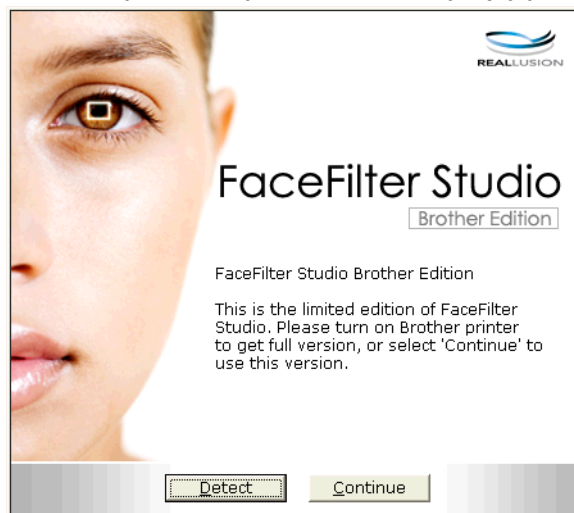 REALLUSION
FaceFilter Studio
Brother Edition
FaceFilter Studio Brother Edition
This is the limited edition of FaceFilter
Studio. Please turn on Brother printer
to get full version, or select 'Continue' to
use this version.
Detect
Continue